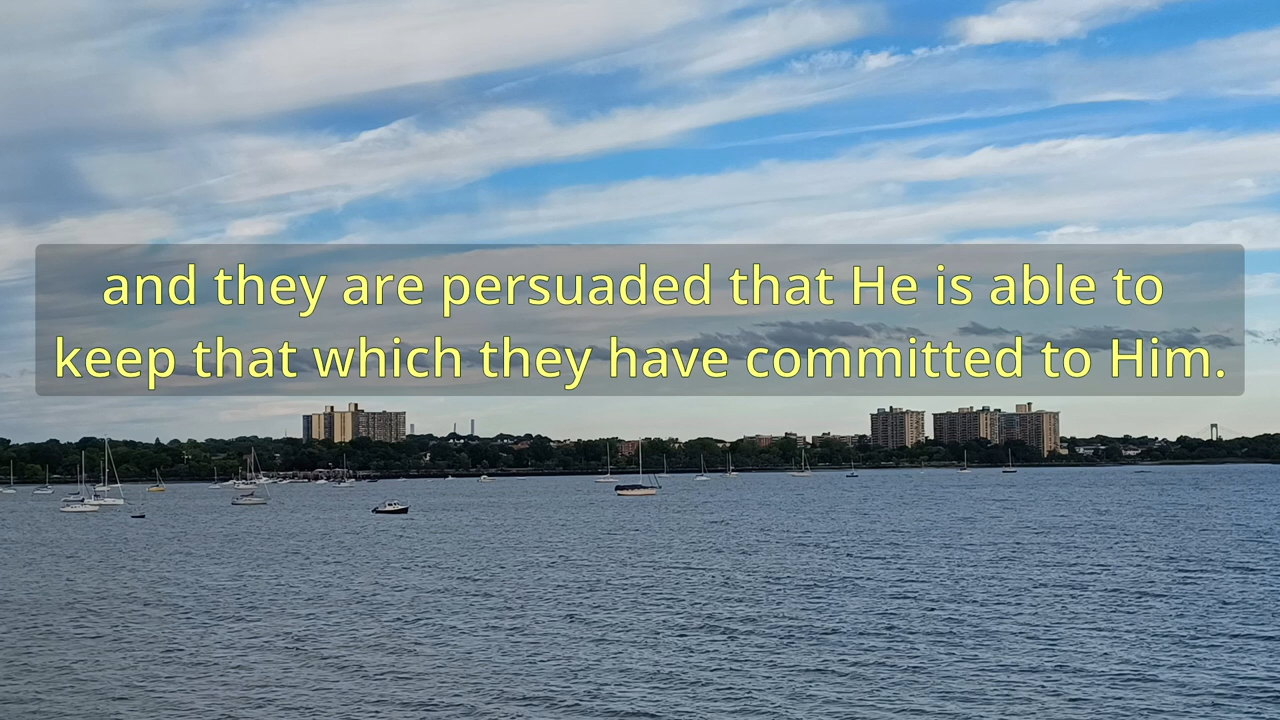 and they are persuaded that He is able to
keep that which they have committed to Him.